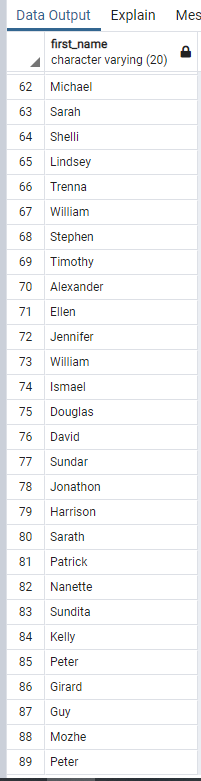 Data Output Explain Mes
first_name
character varying (20)
62 Michael
63 Sarah
64 Shelli
65 Lindsey
66 Trenna
67 William
68 Stephen
69 Timothy
70 Alexander
71 Ellen
72 Jennifer
73 William
74 Ismael
75 Douglas
76 David
77 Sundar
78 Jonathon
79 Harrison
80 Sarath
81 Patrick
82 Nanette
83 Sundita
84 Kelly
85 Peter
86 Girard
87 Guy
88 Mozhe
89 Peter